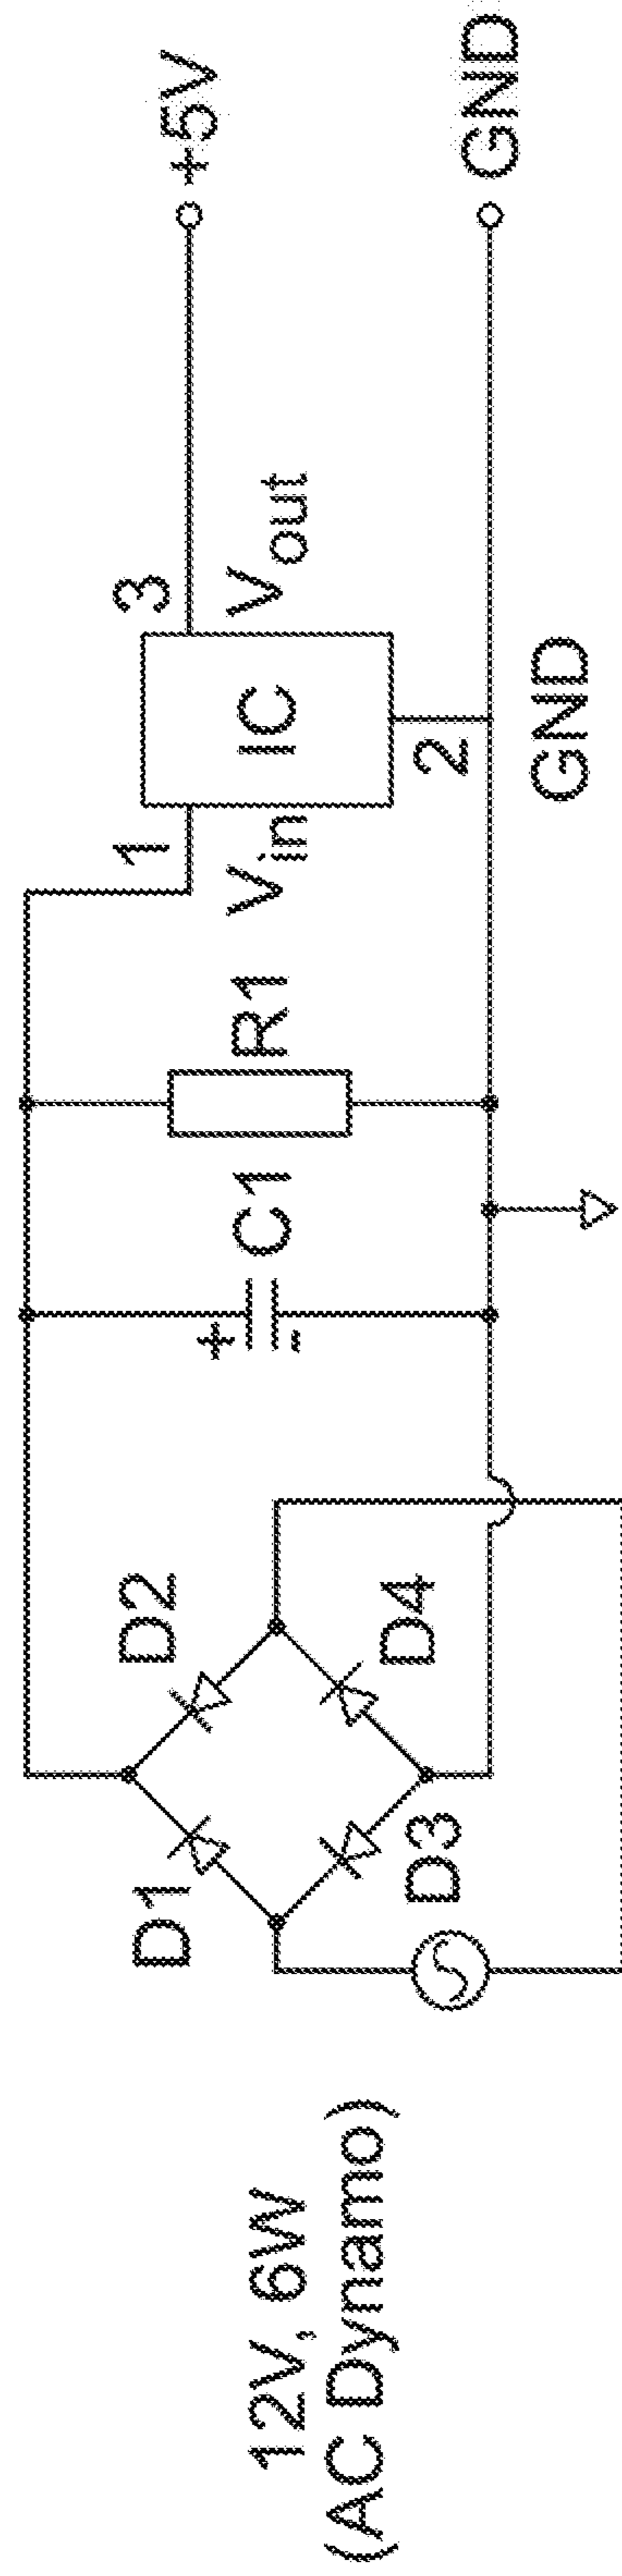 12V, 6W
(AC Dynamo)
D1
D2
D3
D4
+
-
C1
R1
1
V_in
IC
2
GND
3
V_out
+5V
GND